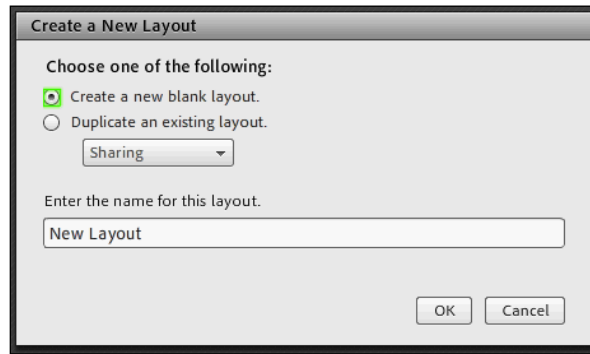 Create a New Layout
Choose one of the following:
Create a new blank layout.
Duplicate an existing layout.
Sharing
Enter the name for this layout.
New Layout
OK Cancel